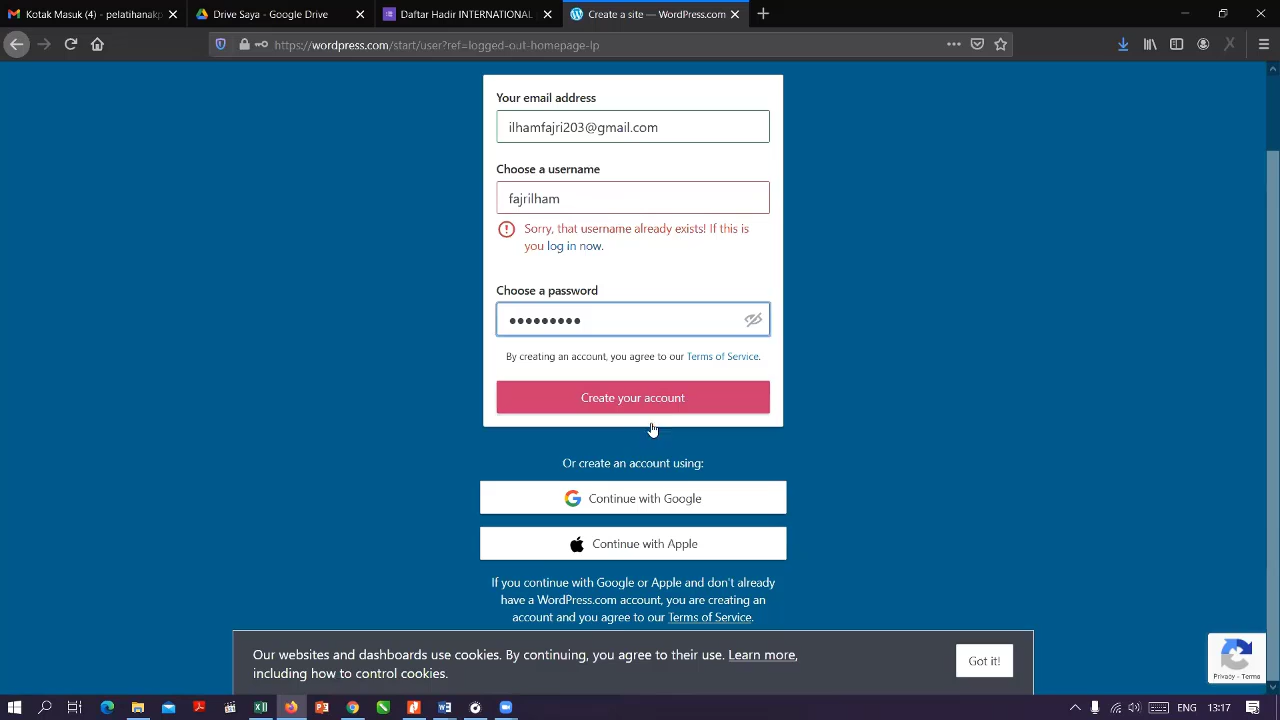 Kotak Masuk (4) - pelatihanakp
Drive Saya - Google Drive
Daftar Hadir INTERNATIONAL
Create a site — WordPress.com
https://wordpress.com/start/user?ref=logged-out-homepage-lp
Your email address
ilhamfajri203@gmail.com
Choose a username
fajrilham
Sorry, that username already exists! If this is
you log in now.
Choose a password
By creating an account, you agree to our Terms of Service.
Create your account
Or create an account using:
Continue with Google
Continue with Apple
If you continue with Google or Apple and don't already
have a WordPress.com account, you are creating an
account and you agree to our Terms of Service.
Our websites and dashboards use cookies. By continuing, you agree to their use. Learn more,
including how to control cookies.
Got it!
Privacy - Terms
ENG
13:17